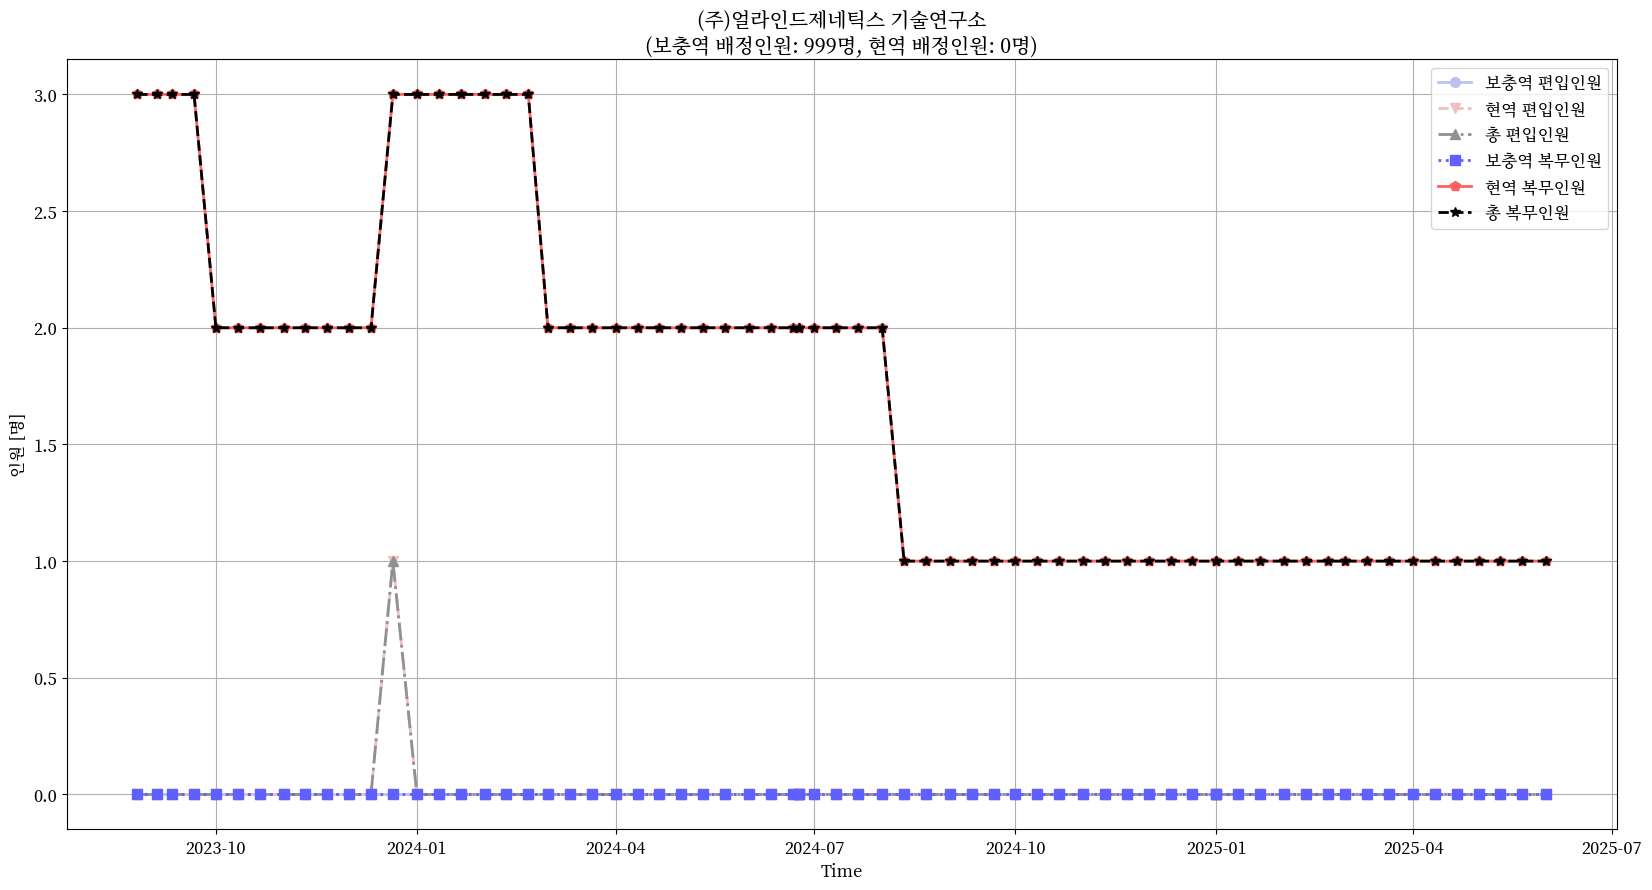 (주)얼라인드제네틱스 기술연구소
(보충역 배정인원: 999명, 현역 배정인원: 0명)
보충역 편입인원
현역 편입인원
총 편입인원
보충역 복무인원
현역 복무인원
총 복무인원
인원 [명]
3.0
2.5
2.0
1.5
1.0
0.5
0.0
2023-10
2024-01
2024-04
2024-07
2024-10
2025-01
2025-04
2025-07
Time